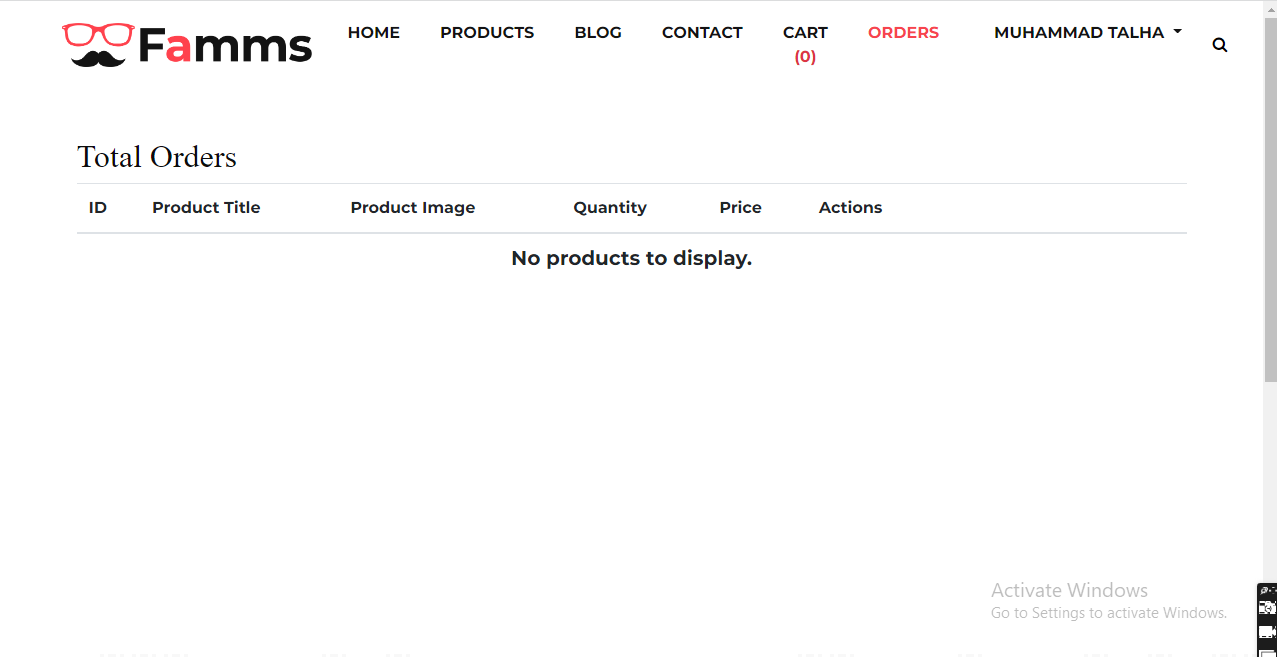 Famms
HOME PRODUCTS BLOG CONTACT CART ORDERS MUHAMMAD TALHA
(0)
Total Orders
ID Product Title Product Image Quantity Price Actions
No products to display.
Activate Windows
Go to Settings to activate Windows.